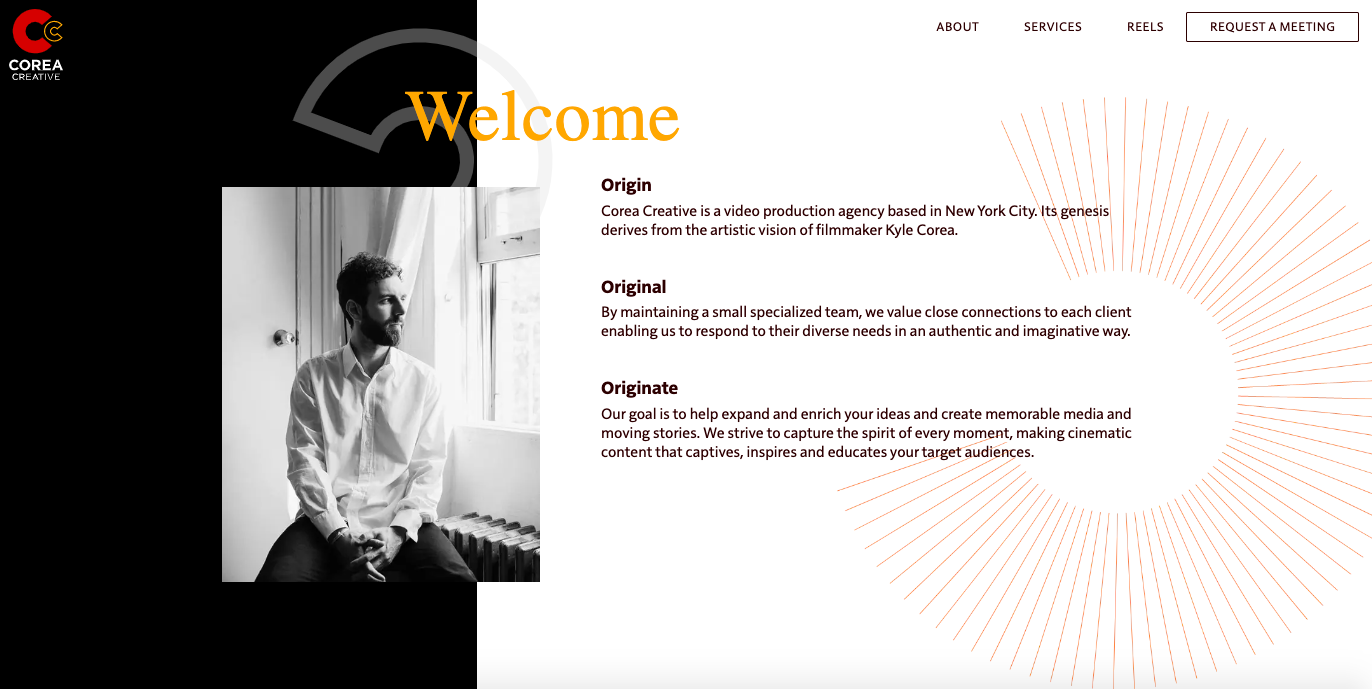 COREA
CREATIVE
ABOUT
SERVICES
REELS
REQUEST A MEETING
Welcome
Origin
Corea Creative is a video production agency based in New York City. Its genesis
derives from the artistic vision of filmmaker Kyle Corea.
Original
By maintaining a small specialized team, we value close connections to each client
enabling us to respond to their diverse needs in an authentic and imaginative way.
Originate
Our goal is to help expand and enrich your ideas and create memorable media and
moving stories. We strive to capture the spirit of every moment, making cinematic
content that captives, inspires and educates your target audiences.